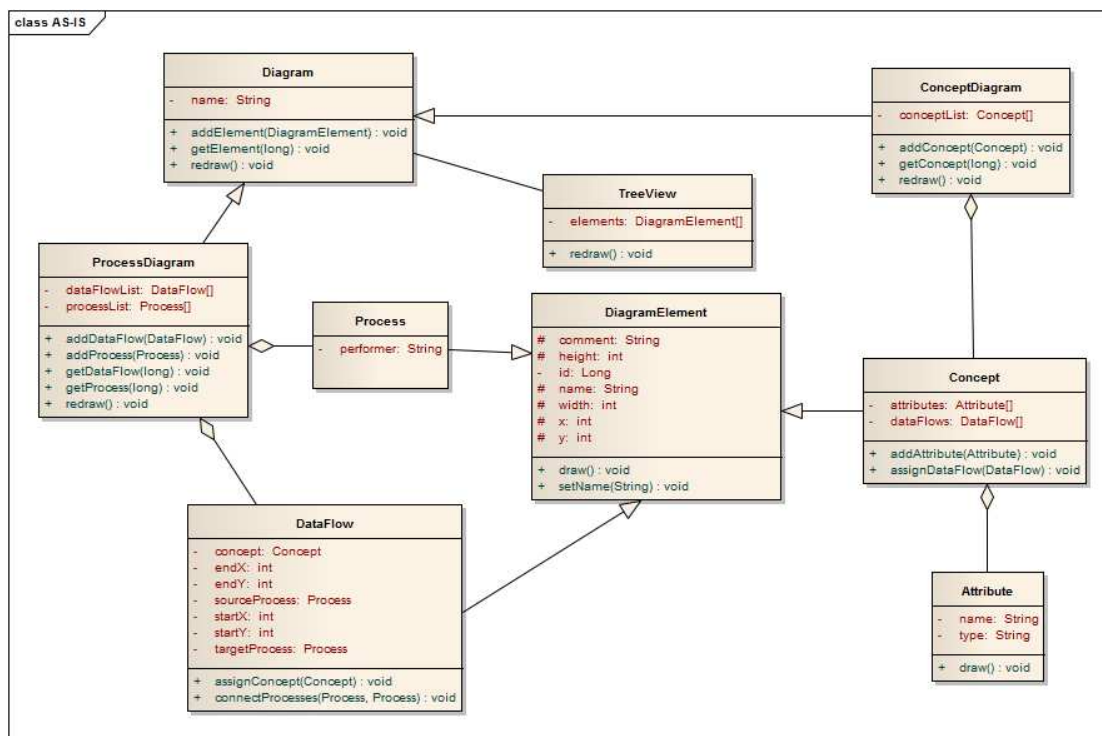 class AS-IS
Diagram
- name: String
+ addElement(DiagramElement) : void
+ getElement(long) : void
+ redraw() : void
ConceptDiagram
- conceptList: Concept[]
+ addConcept(Concept) : void
+ getConcept(long) : void
+ redraw() : void
TreeView
- elements: DiagramElement[]
+ redraw() : void
ProcessDiagram
- dataFlowList: DataFlow[]
- processList: Process[]
+ addDataFlow(DataFlow) : void
+ addProcess(Process) : void
+ getDataFlow(long) : void
+ getProcess(long) : void
+ redraw() : void
Process
- performer: String
DiagramElement
# comment: String
# height: int
- id: Long
# name: String
# width: int
# x: int
# y: int
+ draw() : void
+ setName(String) : void
Concept
- attributes: Attribute[]
- dataFlows: DataFlow[]
+ addAttribute(Attribute) : void
+ assignDataFlow(DataFlow) : void
DataFlow
- concept: Concept
- endX: int
- endY: int
- sourceProcess: Process
- startX: int
- startY: int
- targetProcess: Process
+ assignConcept(Concept) : void
+ connectProcesses(Process, Process) : void
Attribute
- name: String
- type: String
+ draw() : void